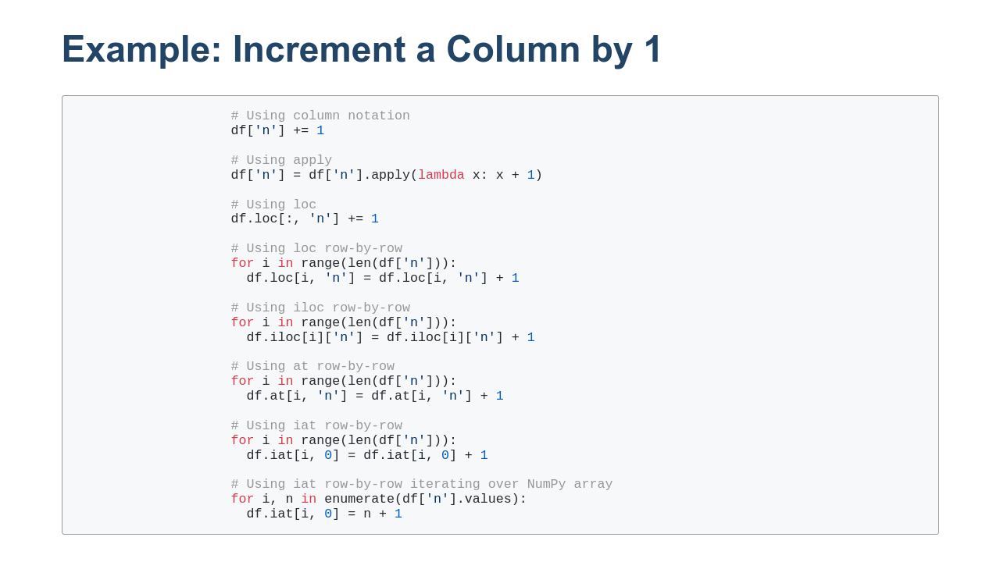 Example: Increment a Column by 1
# Using column notation
df['n'] += 1
# Using apply
df['n'] = df['n'].apply(lambda x: x + 1)
# Using loc
df.loc[:, 'n'] += 1
# Using loc row-by-row
for i in range(len(df['n'])):
  df.loc[i, 'n'] = df.loc[i, 'n'] + 1
# Using iloc row-by-row
for i in range(len(df['n'])):
  df.iloc[i]['n'] = df.iloc[i]['n'] + 1
# Using at row-by-row
for i in range(len(df['n'])):
  df.at[i, 'n'] = df.at[i, 'n'] + 1
# Using iat row-by-row
for i in range(len(df['n'])):
  df.iat[i, 0] = df.iat[i, 0] + 1
# Using iat row-by-row iterating over NumPy array
for i, n in enumerate(df['n'].values):
  df.iat[i, 0] = n + 1